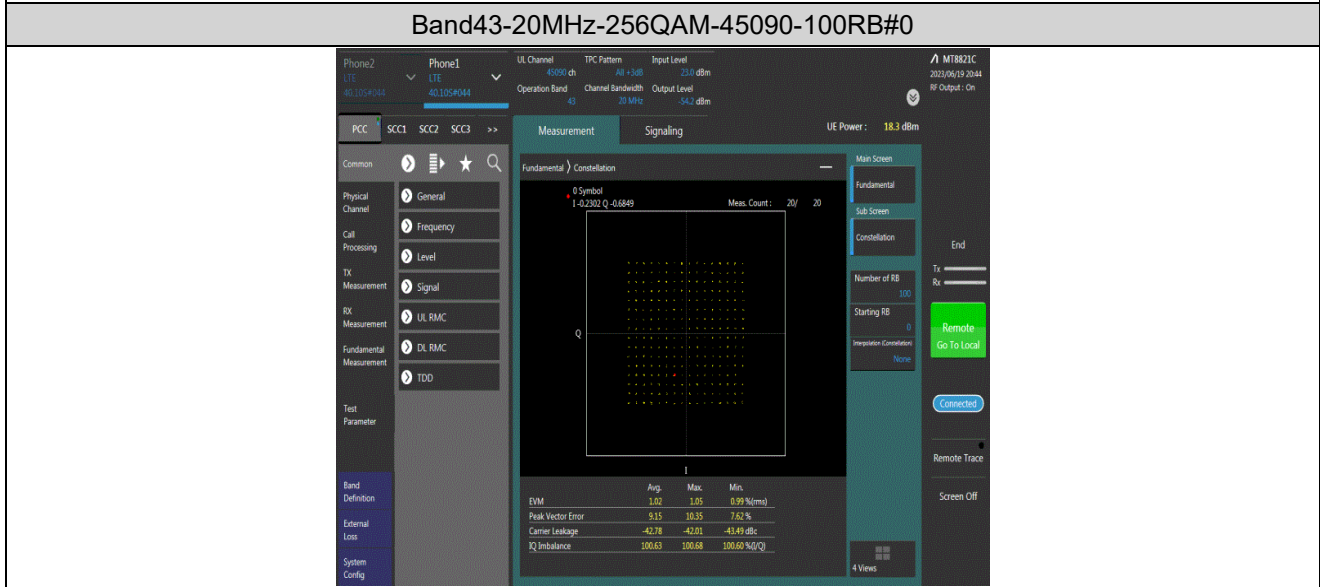 Band43-20MHz-256QAM-45090-100RB#0
Phone2
LTE
40.10S#044
Phone1
LTE
40.10S#044
UL Channel
45090 ch
TPC Pattern
All +3dB
Input Level
23.0 dBm
Operation Band
43
Channel Bandwidth
20 MHz
Output Level
-54.2 dBm
MT8821C
2023/06/19 20:44
RF Output : On
PCC SCC1 SCC2 SCC3 >>
Measurement
Signaling
UE Power : 18.3 dBm
Common
Physical
Channel
Call
Processing
TX
Measurement
RX
Measurement
Fundamental
Measurement
Test
Parameter
Band
Definition
External
Loss
System
Config
General
Frequency
Level
Signal
UL RMC
DL RMC
TDD
Fundamental 〉 Constellation
0 Symbol
I -0.2302 Q -0.6849
Meas. Count : 20/ 20
Q
I
Avg. Max. Min.
EVM 1.02 1.05 0.99 %(rms)
Peak Vector Error 9.15 10.35 7.62 %
Carrier Leakage -42.78 -42.01 -43.49 dBc
IQ Imbalance 100.63 100.68 100.60 %(I/Q)
Main Screen
Fundamental
Sub Screen
Constellation
Number of RB
100
Starting RB
0
Interpolation (Constellation)
None
4 Views
End
Tx
Rx
Remote
Go To Local
Connected
Remote Trace
Screen Off